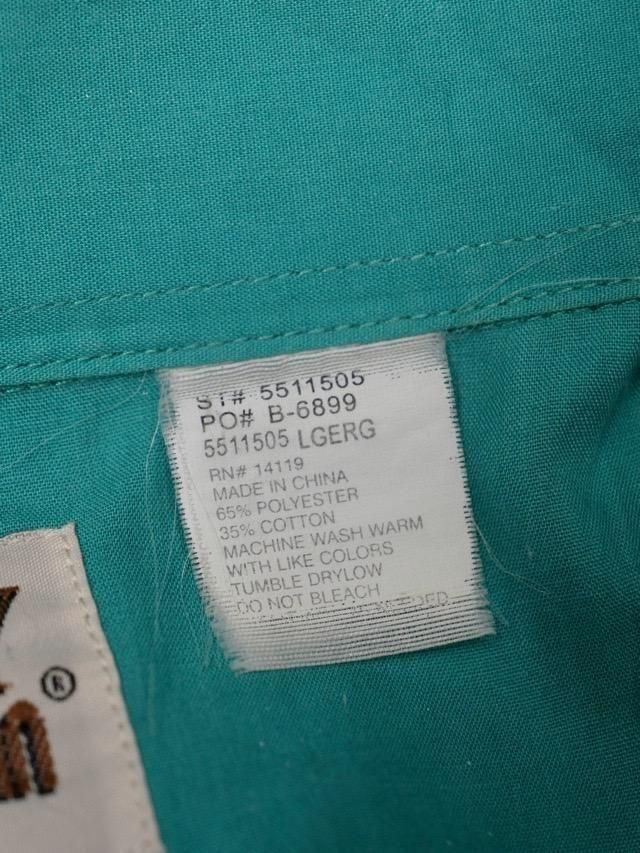 ST# 5511505
PO# B-6899
5511505 LGERG
RN# 14119
MADE IN CHINA
65% POLYESTER
35% COTTON
MACHINE WASH WARM
WITH LIKE COLORS
TUMBLE DRYLOW
DO NOT BLEACH
NEEDED
®